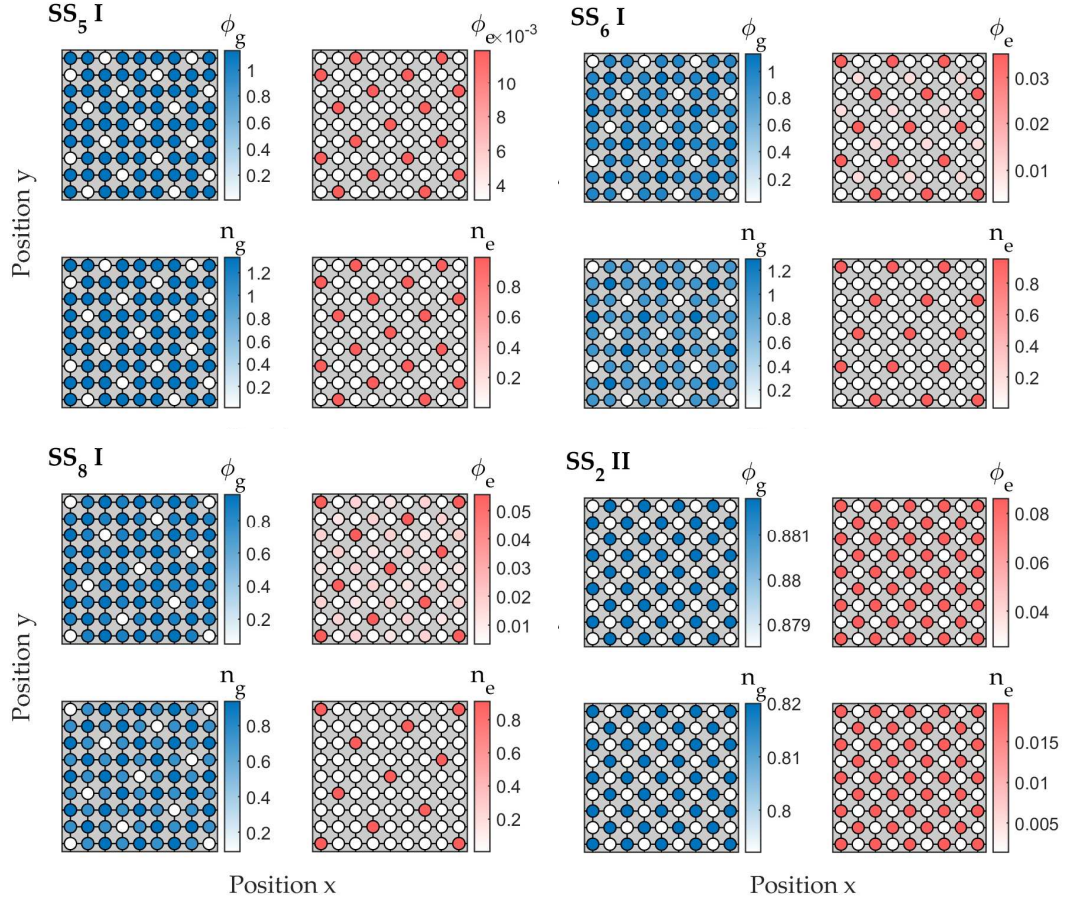 SS5 I
ϕg
1
0.8
0.6
0.4
0.2
ϕe
×10⁻³
12
10
8
6
4
ng
1.2
1
0.8
0.6
0.4
0.2
ne
0.8
0.6
0.4
0.2
SS6 I
ϕg
1
0.8
0.6
0.4
0.2
ϕe
0.03
0.02
0.01
ng
1.2
1
0.8
0.6
0.4
0.2
ne
0.8
0.6
0.4
0.2
Position y
SS8 I
ϕg
0.8
0.6
0.4
0.2
ϕe
0.05
0.04
0.03
0.02
0.01
ng
0.8
0.6
0.4
0.2
ne
0.8
0.6
0.4
0.2
SS2 II
ϕg
0.881
0.88
0.879
ϕe
0.08
0.06
0.04
ng
0.82
0.81
0.8
ne
0.015
0.01
0.005
Position y
Position x
Position x